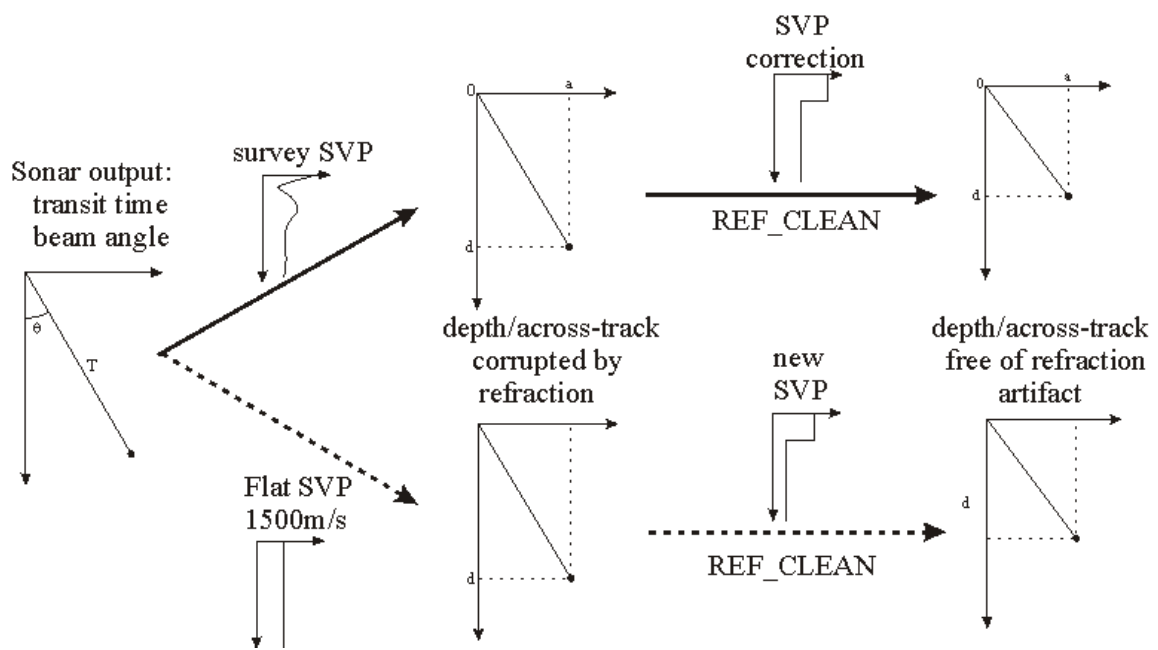 Sonar output:
transit time
beam angle
θ
T
survey SVP
Flat SVP
1500m/s
0
a
d
depth/across-track
corrupted by
refraction
d
SVP
correction
REF_CLEAN
new
SVP
REF_CLEAN
0
a
d
depth/across-track
free of refraction
artifact
d